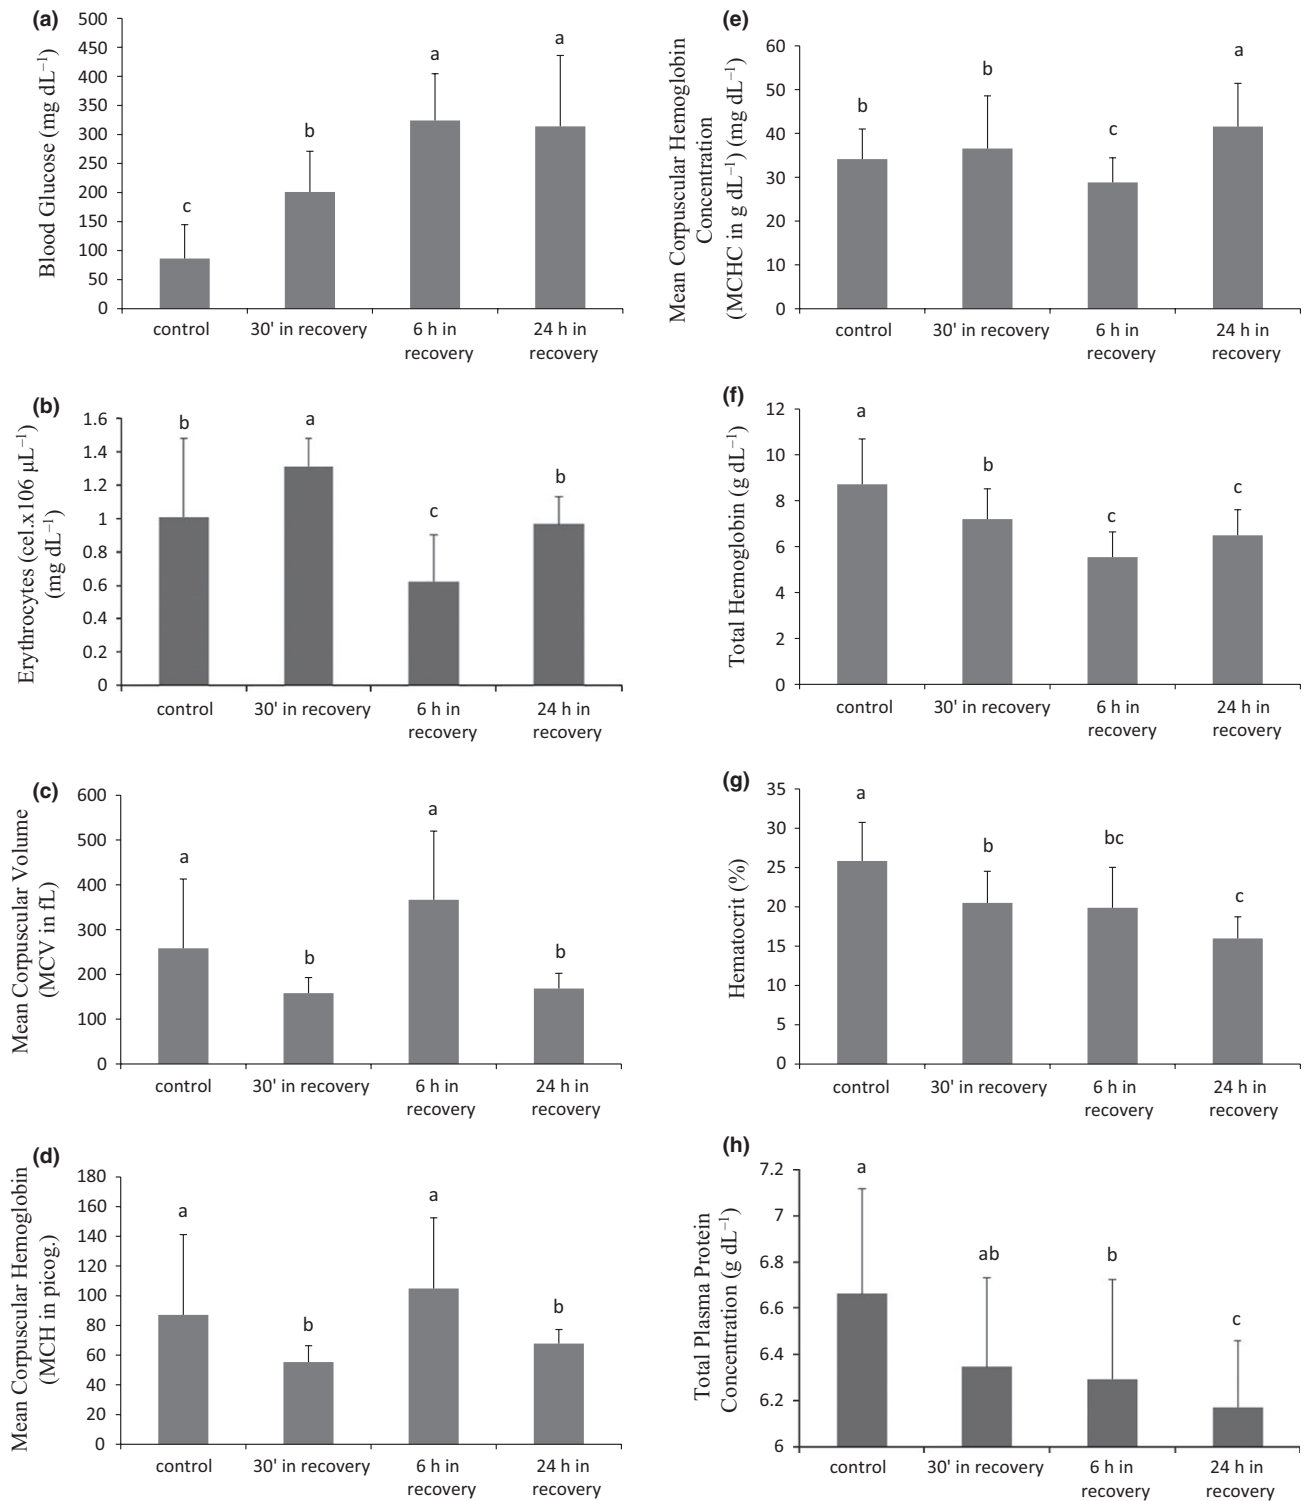 (a)
Blood Glucose (mg dL⁻¹)
500
450
400
350
300
250
200
150
100
50
0
c
b
a
a
control
30' in recovery
6 h in
recovery
24 h in
recovery
(b)
Erythrocytes (cel.x106 µL⁻¹)
(mg dL⁻¹)
1.6
1.4
1.2
1
0.8
0.6
0.4
0.2
0
b
a
c
b
control
30' in recovery
6 h in
recovery
24 h in
recovery
(c)
Mean Corpuscular Volume
(MCV in fL)
600
500
400
300
200
100
0
a
b
a
b
control
30' in recovery
6 h in
recovery
24 h in
recovery
(d)
Mean Corpuscular Hemoglobin
(MCH in picog.)
180
160
140
120
100
80
60
40
20
0
a
b
a
b
control
30' in recovery
6 h in
recovery
24 h in
recovery
(e)
Mean Corpuscular Hemoglobin
Concentration
(MCHC in g dL⁻¹) (mg dL⁻¹)
60
50
40
30
20
10
0
b
b
c
a
control
30' in recovery
6 h in
recovery
24 h in
recovery
(f)
Total Hemoglobin (g dL⁻¹)
12
10
8
6
4
2
0
a
b
c
c
control
30' in recovery
6 h in
recovery
24 h in
recovery
(g)
Hematocrit (%)
35
30
25
20
15
10
5
0
a
b
bc
c
control
30' in recovery
6 h in
recovery
24 h in
recovery
(h)
Total Plasma Protein
Concentration (g dL⁻¹)
7.2
7
6.8
6.6
6.4
6.2
6
a
ab
b
c
control
30' in recovery
6 h in
recovery
24 h in
recovery